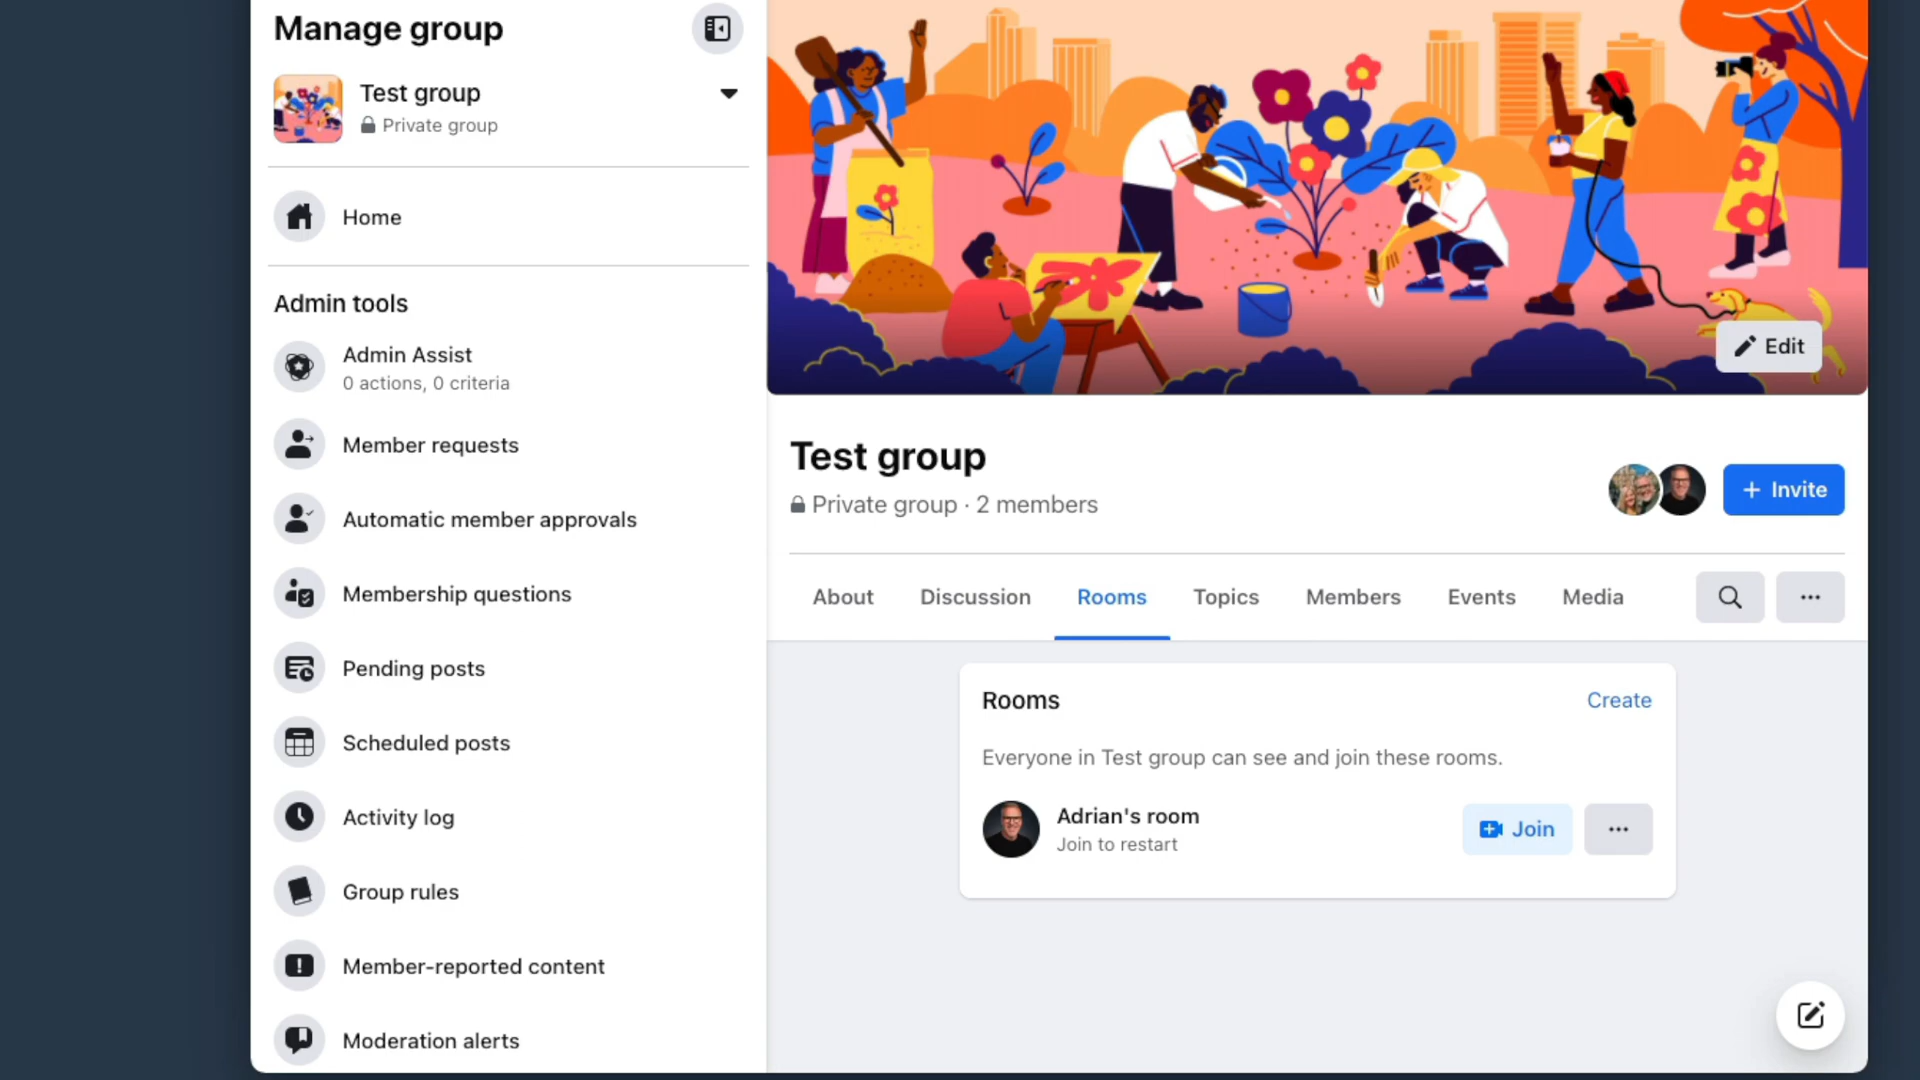 Manage group
Test group
Private group
Home
Admin tools
Admin Assist
0 actions, 0 criteria
Member requests
Automatic member approvals
Membership questions
Pending posts
Scheduled posts
Activity log
Group rules
Member-reported content
Moderation alerts
Edit
Test group
Private group · 2 members
+ Invite
About Discussion Rooms Topics Members Events Media
Rooms Create
Everyone in Test group can see and join these rooms.
Adrian's room
Join to restart
Join